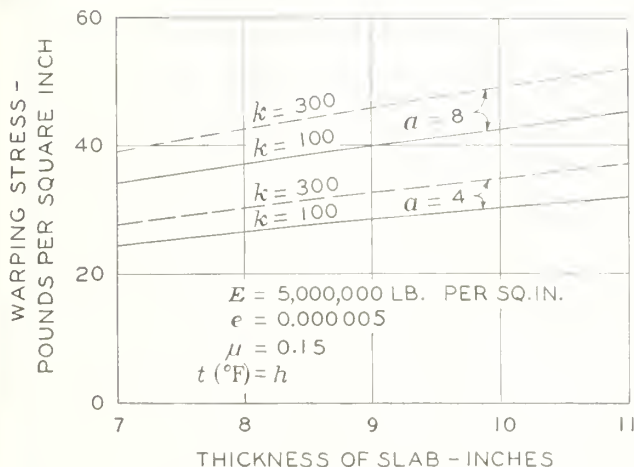 WARPING STRESS –
POUNDS PER SQUARE INCH
60
40
20
0
k = 300
k = 100
a = 8
k = 300
k = 100
a = 4
E = 5,000,000 LB. PER SQ.IN.
e = 0.000005
μ = 0.15
t (°F) = h
7 8 9 10 11
THICKNESS OF SLAB – INCHES